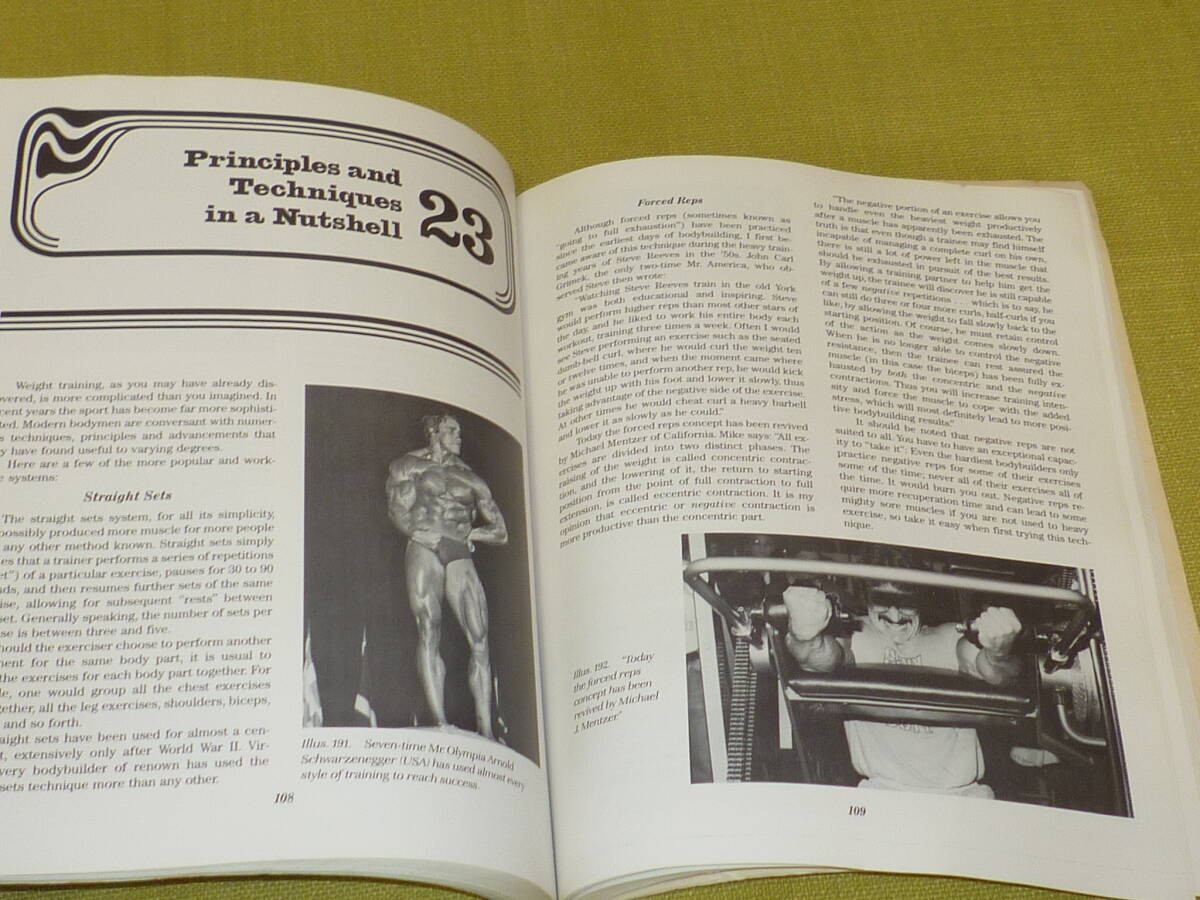 Principles and
Techniques
in a Nutshell
23
Weight training, as you may have already dis-
overed, is more complicated than you imagined. In
cent years the sport has become far more sophisti-
ted. Modern bodymen are conversant with numer-
s techniques, principles and advancements that
y have found useful to varying degrees.
Here are a few of the more popular and work-
e systems:
Straight Sets
The straight sets system, for all its simplicity,
possibly produced more muscle for more people
any other method known. Straight sets simply
es that a trainer performs a series of repetitions
et") of a particular exercise, pauses for 30 to 90
ds, and then resumes further sets of the same
ise, allowing for subsequent "rests" between
set. Generally speaking, the number of sets per
se is between three and five.
hould the exerciser choose to perform another
ment for the same body part, it is usual to
the exercises for each body part together. For
le, one would group all the chest exercises
gether, all the leg exercises, shoulders, biceps,
and so forth.
aight sets have been used for almost a cen-
t, extensively only after World War II. Vir-
very bodybuilder of renown has used the
sets technique more than any other.
Illus. 191. Seven-time Mr. Olympia Arnold
Schwarzenegger (USA) has used almost every
style of training to reach success.
108
Forced Reps
Although forced reps (sometimes known as
"going to full exhaustion") have been practiced
since the earliest days of bodybuilding, I first be-
came aware of this technique during the heavy train-
ing years of Steve Reeves in the '50s. John Carl
Grimek, the only two-time Mr. America, who ob-
served Steve then wrote:
"Watching Steve Reeves train in the old York
gym was both educational and inspiring. Steve
would perform higher reps than most other stars of
the day, and he liked to work his entire body each
workout, training three times a week. Often I would
see Steve performing an exercise such as the seated
dumb-bell curl, where he would curl the weight ten
or twelve times, and when the moment came where
he was unable to perform another rep, he would kick
the weight up with his foot and lower it slowly, thus
taking advantage of the negative side of the exercise.
At other times he would cheat curl a heavy barbell
and lower it as slowly as he could."
Today the forced reps concept has been revived
by Michael Mentzer of California. Mike says: "All ex-
ercises are divided into two distinct phases. The
raising of the weight is called concentric contrac-
tion, and the lowering of it, the return to starting
position from the point of full contraction to full
extension, is called eccentric contraction. It is my
opinion that eccentric or negative contraction is
more productive than the concentric part.
"The negative portion of an exercise allows you
to handle even the heaviest weight productively
after a muscle has apparently been exhausted. The
truth is that even though a trainee may find himself
incapable of managing a complete curl on his own,
there is still a lot of power left in the muscle that
should be exhausted in pursuit of the best results.
By allowing a training partner to help him get the
weight up, the trainee will discover he is still capable
of a few negative repetitions . . . which is to say, he
can still do three or four more curls, half-curls if you
like, by allowing the weight to fall slowly back to the
starting position. Of course, he must retain control
of the action as the weight comes slowly down.
When he is no longer able to control the negative
resistance, then the trainee can rest assured the
muscle (in this case the biceps) has been fully ex-
hausted by both the concentric and the negative
contractions. Thus you will increase training inten-
sity and force the muscle to cope with the added
stress, which will most definitely lead to more posi-
tive bodybuilding results."
It should be noted that negative reps are not
suited to all. You have to have an exceptional capac-
ity to "take it": Even the hardiest bodybuilders only
practice negative reps for some of their exercises
some of the time; never all of their exercises all of
the time. It would burn you out. Negative reps re-
quire more recuperation time and can lead to some
mighty sore muscles if you are not used to heavy
exercise, so take it easy when first trying this tech-
nique.
Illus. 192. "Today
the forced reps
concept has been
revived by Michael
J. Mentzer."
109